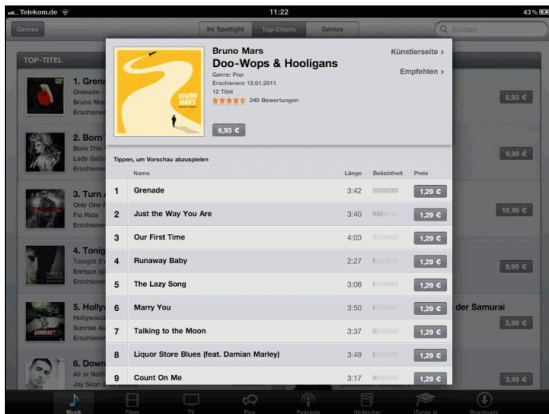 Telekom.de
11:22
43%
Genres
Im Spotlight
Top-Charts
Genius
Suchen
TOP-TITEL
Bruno Mars
Künstlerseite ›
Doo-Wops & Hooligans
Genre: Pop
Empfehlen ›
Erschienen: 12.01.2011
12 Titel
240 Bewertungen
6,93 €
BRUNO
MARS
1. Grena
Grenade -
Bruno Mar
Erschiene
6,93 €
2. Born
Born This
Lady GaGa
Erschiene
9,99 €
3. Turn
Only One
Flo Rida
Erschiene
10,99 €
4. Tonig
Tonight (I'
Enrique Igl
Erschiene
9,99 €
5. Hollyw
Hollywood
Sunrise Av
Erschiene
der Samurai
5,99 €
6. Down
All or Noth
Jay Sean
3,49 €
Tippen, um Vorschau abzuspielen
Name Länge Beliebtheit Preis
1 Grenade 3:42 1,29 €
2 Just the Way You Are 3:40 1,29 €
3 Our First Time 4:03 1,29 €
4 Runaway Baby 2:27 1,29 €
5 The Lazy Song 3:08 1,29 €
6 Marry You 3:50 1,29 €
7 Talking to the Moon 3:37 1,29 €
8 Liquor Store Blues (feat. Damian Marley) 3:49 1,29 €
9 Count On Me 3:17 1,29 €
Musik
Filme
TV
Ping
Podcasts
Hörbücher
iTunes U
Downloads